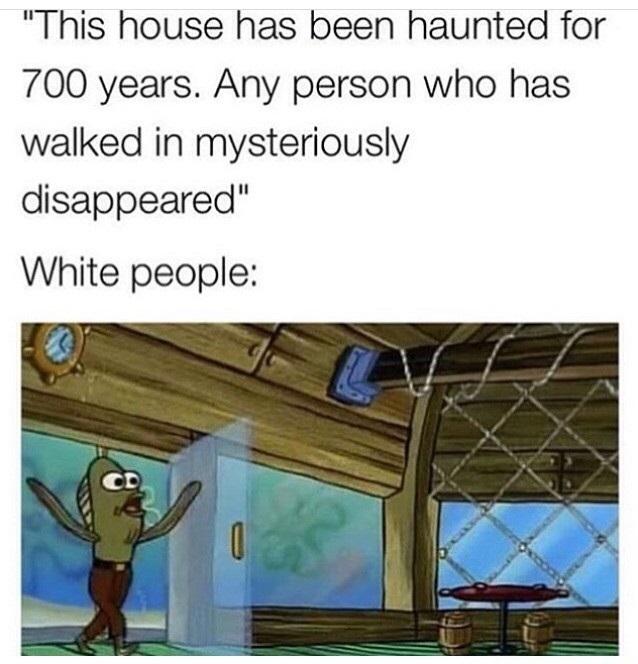 "This house has been haunted for
700 years. Any person who has
walked in mysteriously
disappeared"
White people: